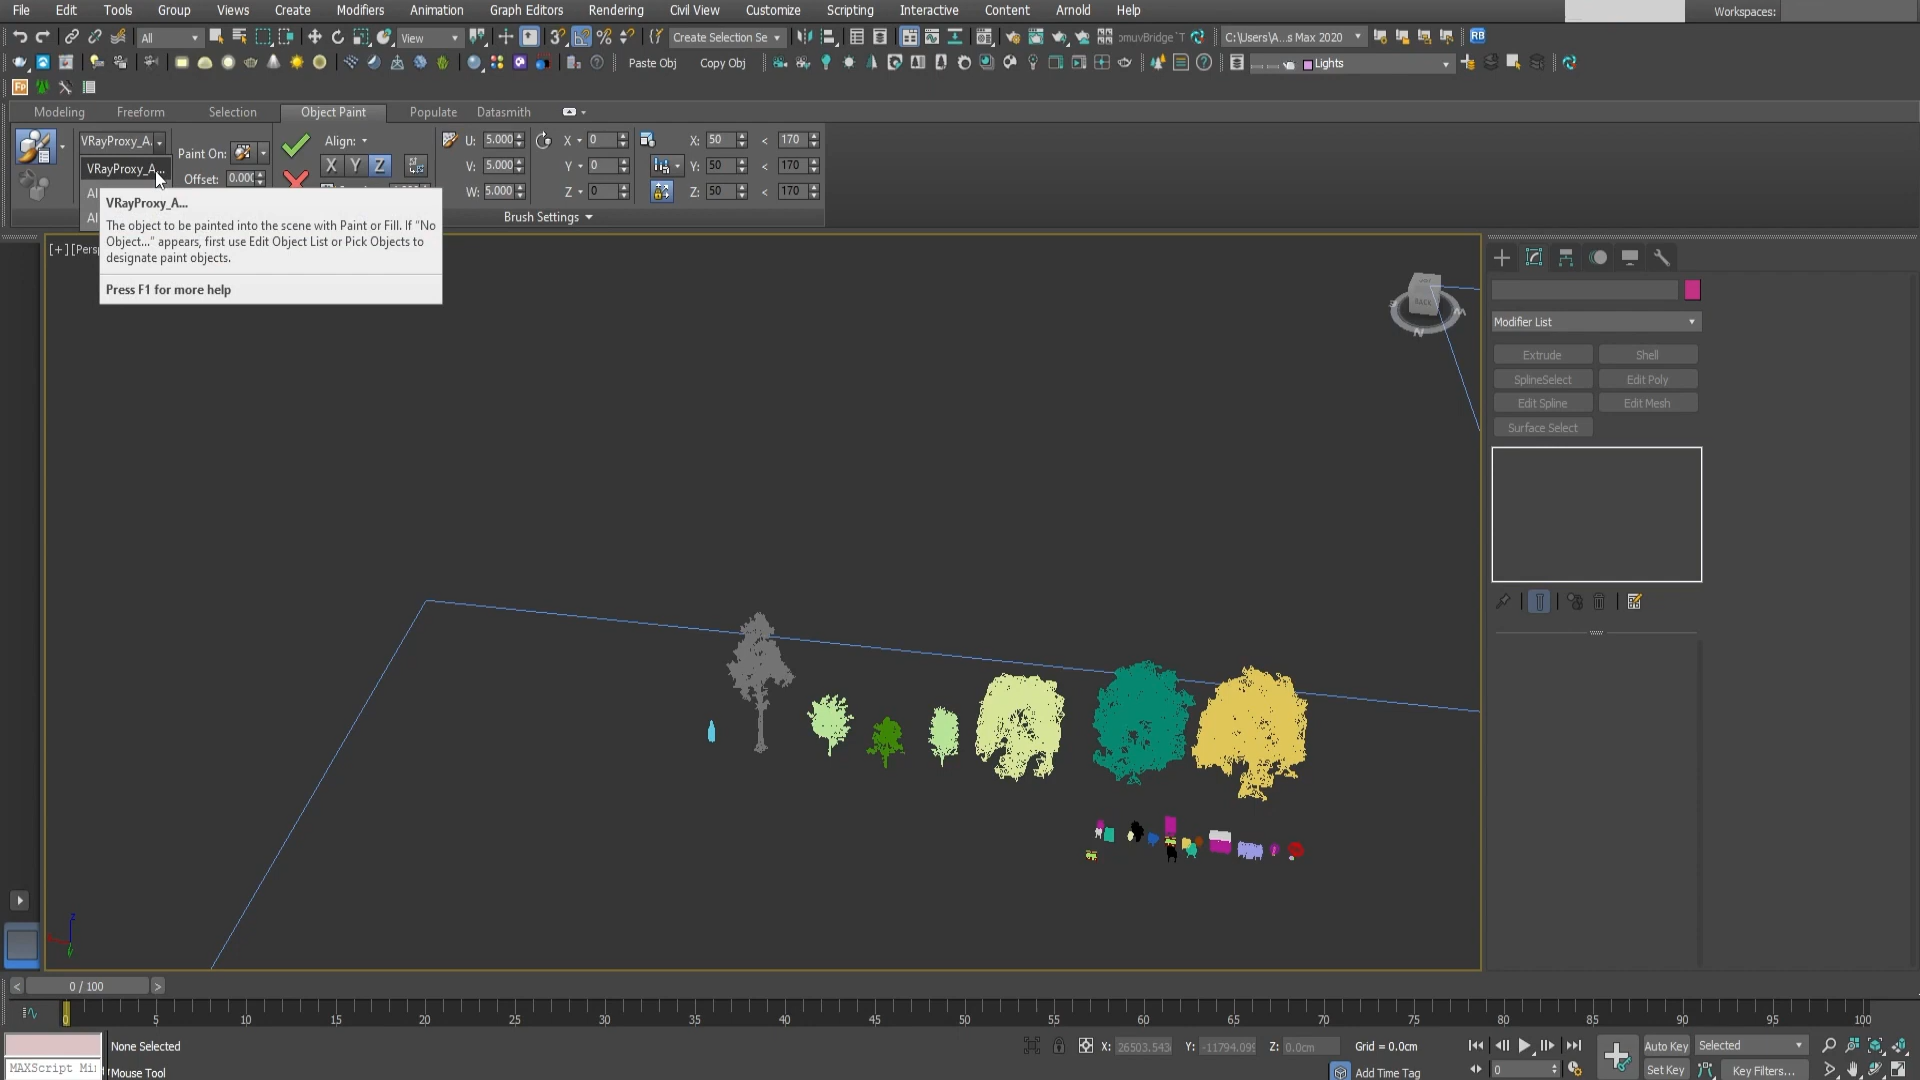 File Edit Tools Group Views Create Modifiers Animation Graph Editors Rendering Civil View Customize Scripting Interactive Content Arnold Help Workspaces:
All View Create Selection Se C:\Users\A...s Max 2020 RB
Paste Obj Copy Obj Lights
Modeling Freeform Selection Object Paint Populate Datasmith
VRayProxy_A. Align: U: 5.000 X 0 X: 50 < 170
Paint On:
VRayProxy_A... X Y Z V: 5.000 Y 0 Y: 50 < 170
Offset: 0.000
W: 5.000 Z 0 Z: 50 < 170
Brush Settings
VRayProxy_A...
The object to be painted into the scene with Paint or Fill. If "No
Object..." appears, first use Edit Object List or Pick Objects to
designate paint objects.
Press F1 for more help
[+][Pers
BACK
N
Modifier List
Extrude Shell
SplineSelect Edit Poly
Edit Spline Edit Mesh
Surface Select
z
< 0 / 100 >
0 5 10 15 20 25 30 35 40 45 50 55 60 65 70 75 80 85 90 95 100
None Selected X: 26503.543 Y: -11794.099 Z: 0.0cm Grid = 0.0cm Auto Key Selected
MAXScript Mi Mouse Tool Add Time Tag 0 Set Key Key Filters...